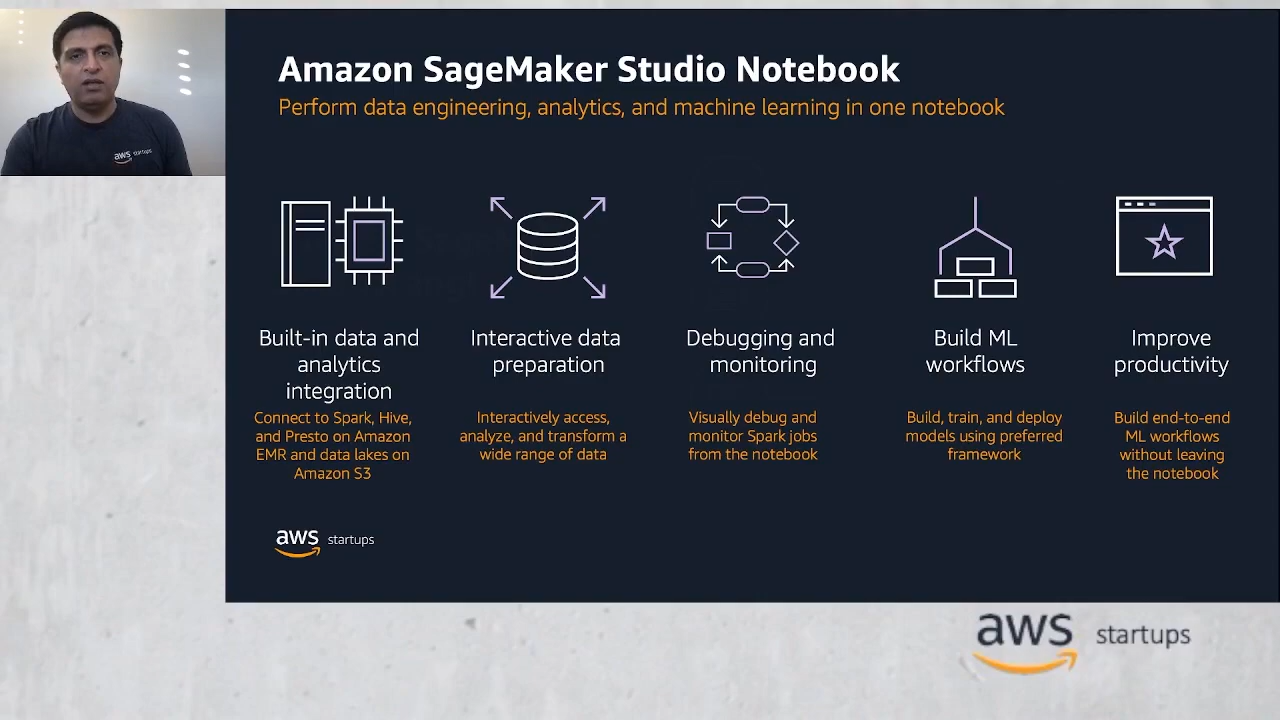 aws startups
Amazon SageMaker Studio Notebook
Perform data engineering, analytics, and machine learning in one notebook
Built-in data and
analytics
integration
Connect to Spark, Hive,
and Presto on Amazon
EMR and data lakes on
Amazon S3
Interactive data
preparation
Interactively access,
analyze, and transform a
wide range of data
Debugging and
monitoring
Visually debug and
monitor Spark jobs
from the notebook
Build ML
workflows
Build, train, and deploy
models using preferred
framework
Improve
productivity
Build end-to-end
ML workflows
without leaving
the notebook
aws startups
aws startups